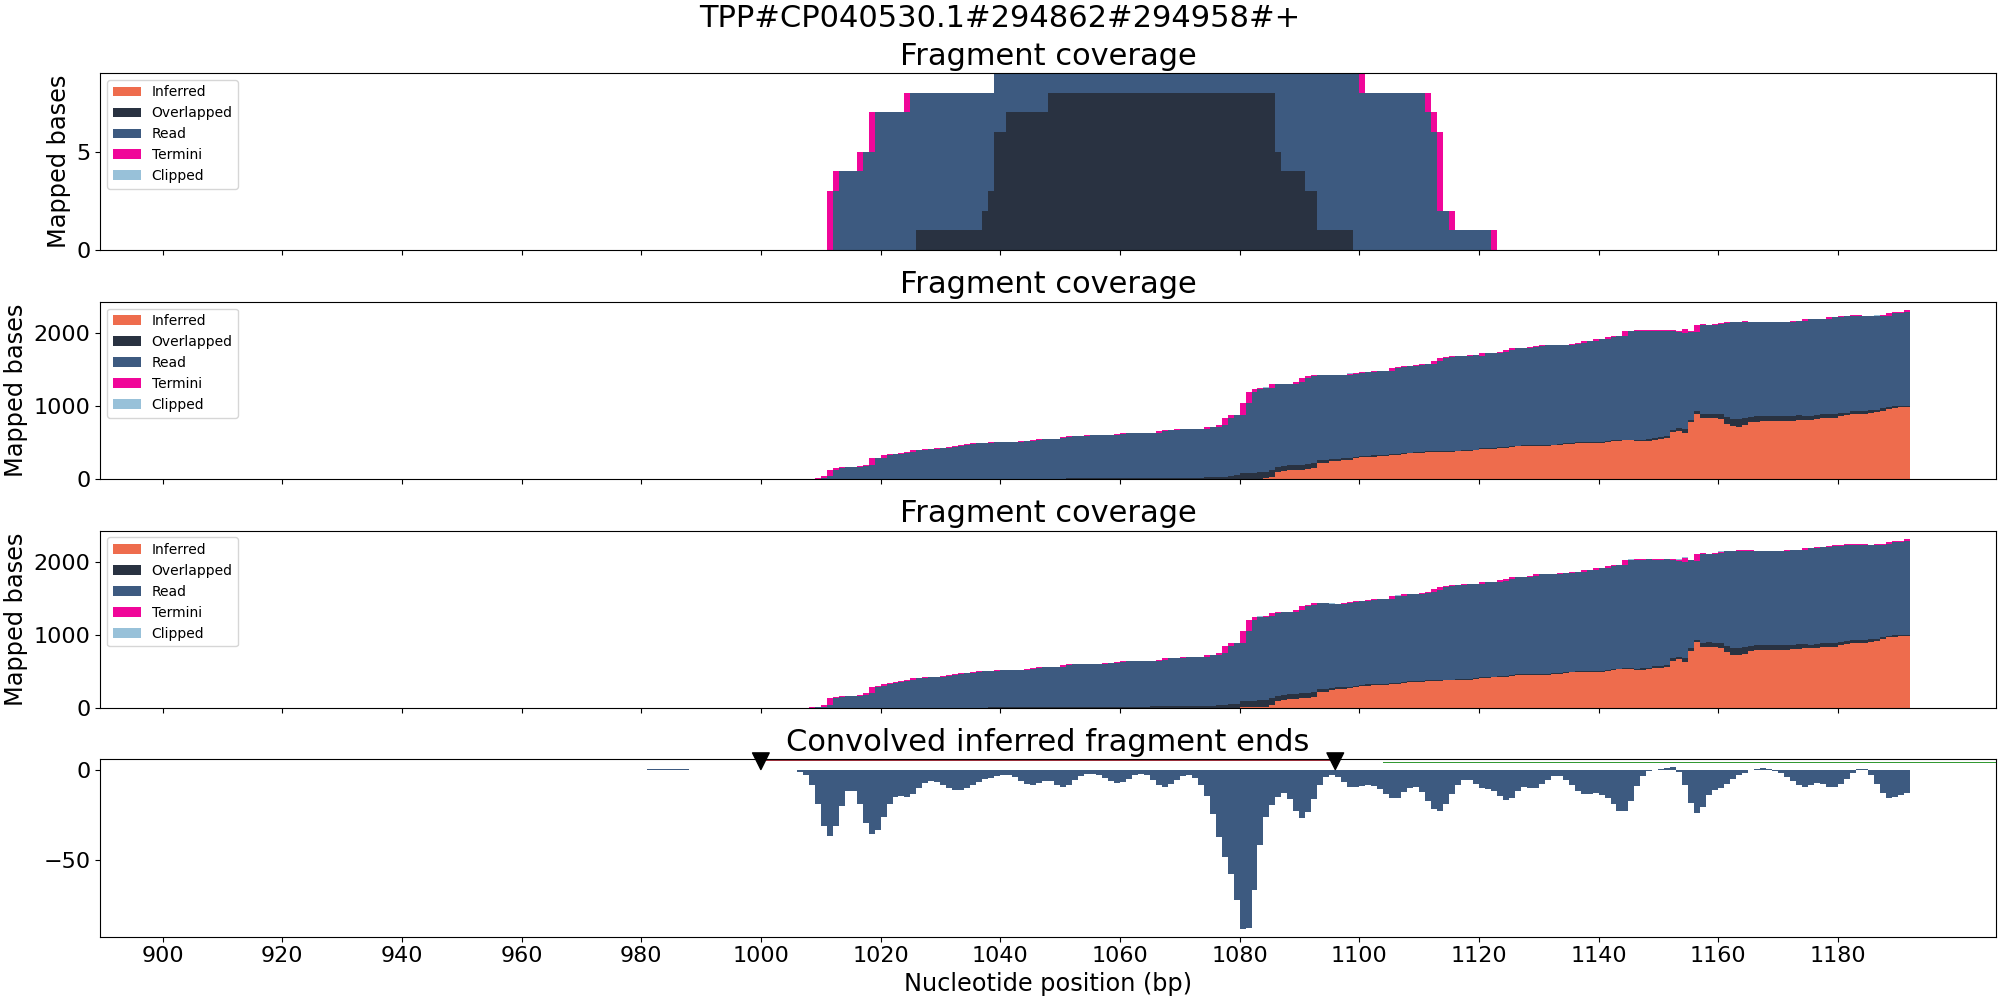 TPP#CP040530.1#294862#294958#+
Fragment coverage
Mapped bases
5
0
Inferred
Overlapped
Read
Termini
Clipped
Fragment coverage
Mapped bases
2000
1000
0
Inferred
Overlapped
Read
Termini
Clipped
Fragment coverage
Mapped bases
2000
1000
0
Inferred
Overlapped
Read
Termini
Clipped
Convolved inferred fragment ends
0
−50
900 920 940 960 980 1000 1020 1040 1060 1080 1100 1120 1140 1160 1180
Nucleotide position (bp)